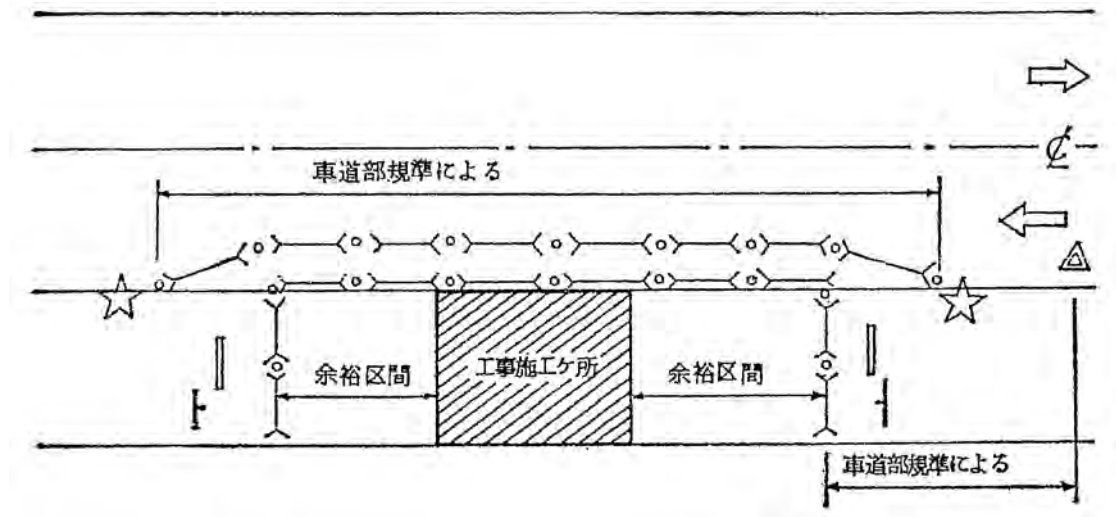 車道部規準による
℄
余裕区間
工事施工ケ所
余裕区間
車道部規準による